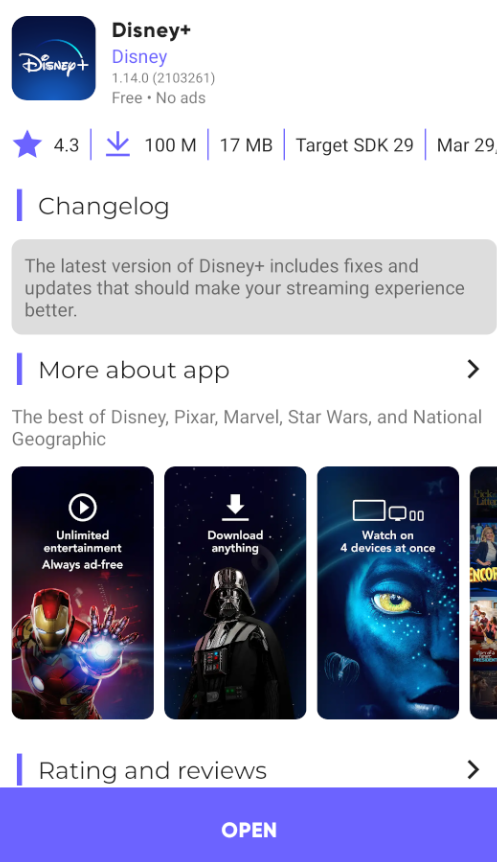 Disney+
Disney+
Disney
1.14.0 (2103261)
Free • No ads
4.3
100 M
17 MB
Target SDK 29
Mar 29,
Changelog
The latest version of Disney+ includes fixes and
updates that should make your streaming experience
better.
More about app
The best of Disney, Pixar, Marvel, Star Wars, and National
Geographic
Unlimited
entertainment
Always ad-free
Download
anything
Watch on
4 devices at once
ENCOR
Rating and reviews
OPEN